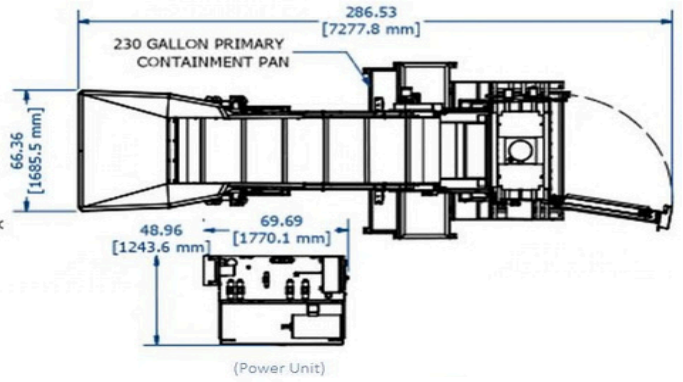 286.53
[7277.8 mm]
230 GALLON PRIMARY
CONTAINMENT PAN
66.36
[1685.5 mm]
48.96
[1243.6 mm]
69.69
[1770.1 mm]
(Power Unit)